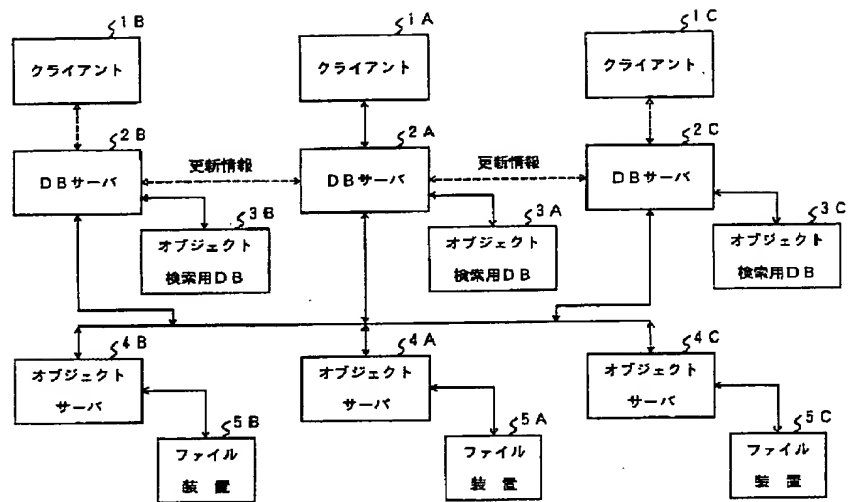 1B
1A
1C
クライアント
クライアント
クライアント
2B
2A
2C
DBサーバ
更新情報
DBサーバ
更新情報
DBサーバ
3B
3A
3C
オブジェクト
検索用DB
オブジェクト
検索用DB
オブジェクト
検索用DB
4B
4A
4C
オブジェクト
サーバ
オブジェクト
サーバ
オブジェクト
サーバ
5B
5A
5C
ファイル
装置
ファイル
装置
ファイル
装置